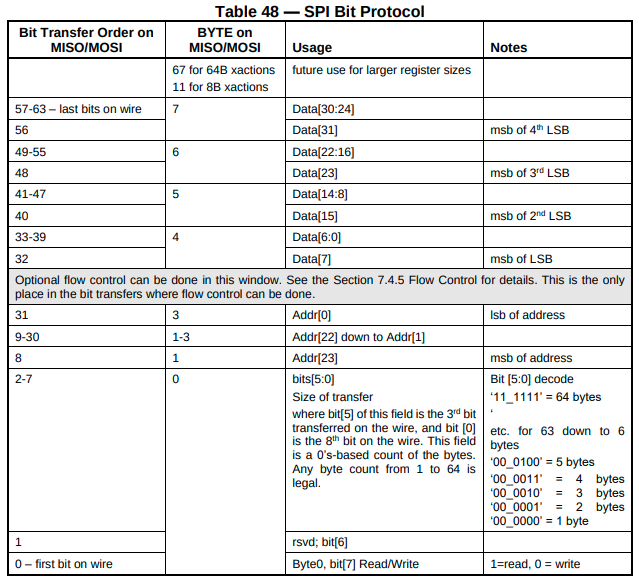 Table 48 — SPI Bit Protocol
Bit Transfer Order on MISO/MOSI | BYTE on MISO/MOSI | Usage | Notes
67 for 64B xactions | future use for larger register sizes
11 for 8B xactions
57-63 – last bits on wire | 7 | Data[30:24]
56 | Data[31] | msb of 4th LSB
49-55 | 6 | Data[22:16]
48 | Data[23] | msb of 3rd LSB
41-47 | 5 | Data[14:8]
40 | Data[15] | msb of 2nd LSB
33-39 | 4 | Data[6:0]
32 | Data[7] | msb of LSB
Optional flow control can be done in this window. See the Section 7.4.5 Flow Control for details. This is the only
place in the bit transfers where flow control can be done.
31 | 3 | Addr[0] | lsb of address
9-30 | 1-3 | Addr[22] down to Addr[1]
8 | 1 | Addr[23] | msb of address
2-7 | 0 | bits[5:0] | Bit [5:0] decode
Size of transfer
where bit[5] of this field is the 3rd bit
transferred on the wire, and bit [0]
is the 8th bit on the wire. This field
is a 0's-based count of the bytes.
Any byte count from 1 to 64 is
legal.
‘11_1111’ = 64 bytes
‘
etc. for 63 down to 6
bytes
‘00_0100’ = 5 bytes
‘00_0011’ = 4 bytes
‘00_0010’ = 3 bytes
‘00_0001’ = 2 bytes
‘00_0000’ = 1 byte
1 | rsvd; bit[6]
0 – first bit on wire | Byte0, bit[7] Read/Write | 1=read, 0 = write